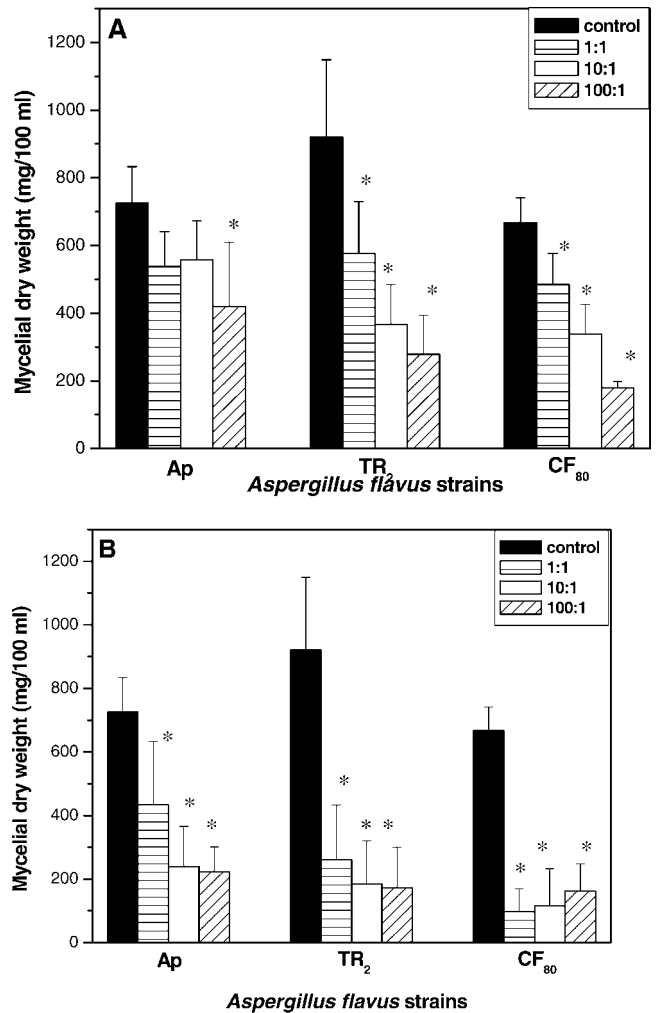 A
control
1:1
10:1
100:1
1200
1000
800
600
400
200
0
Mycelial dry weight (mg/100 ml)
*
*
*
*
*
*
*
Ap
TR2
CF80
Aspergillus flavus strains
B
control
1:1
10:1
100:1
1200
1000
800
600
400
200
0
Mycelial dry weight (mg/100 ml)
*
*
*
*
*
*
*
*
*
Ap
TR2
CF80
Aspergillus flavus strains